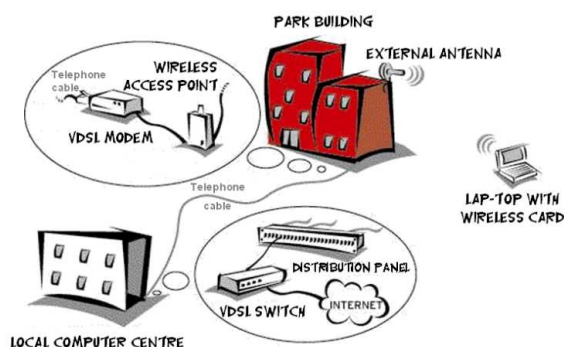 PARK BUILDING
EXTERNAL ANTENNA
WIRELESS
ACCESS POINT
Telephone
cable
VDSL MODEM
Telephone
cable
LAP-TOP WITH
WIRELESS CARD
DISTRIBUTION PANEL
INTERNET
VDSL SWITCH
LOCAL COMPUTER CENTRE